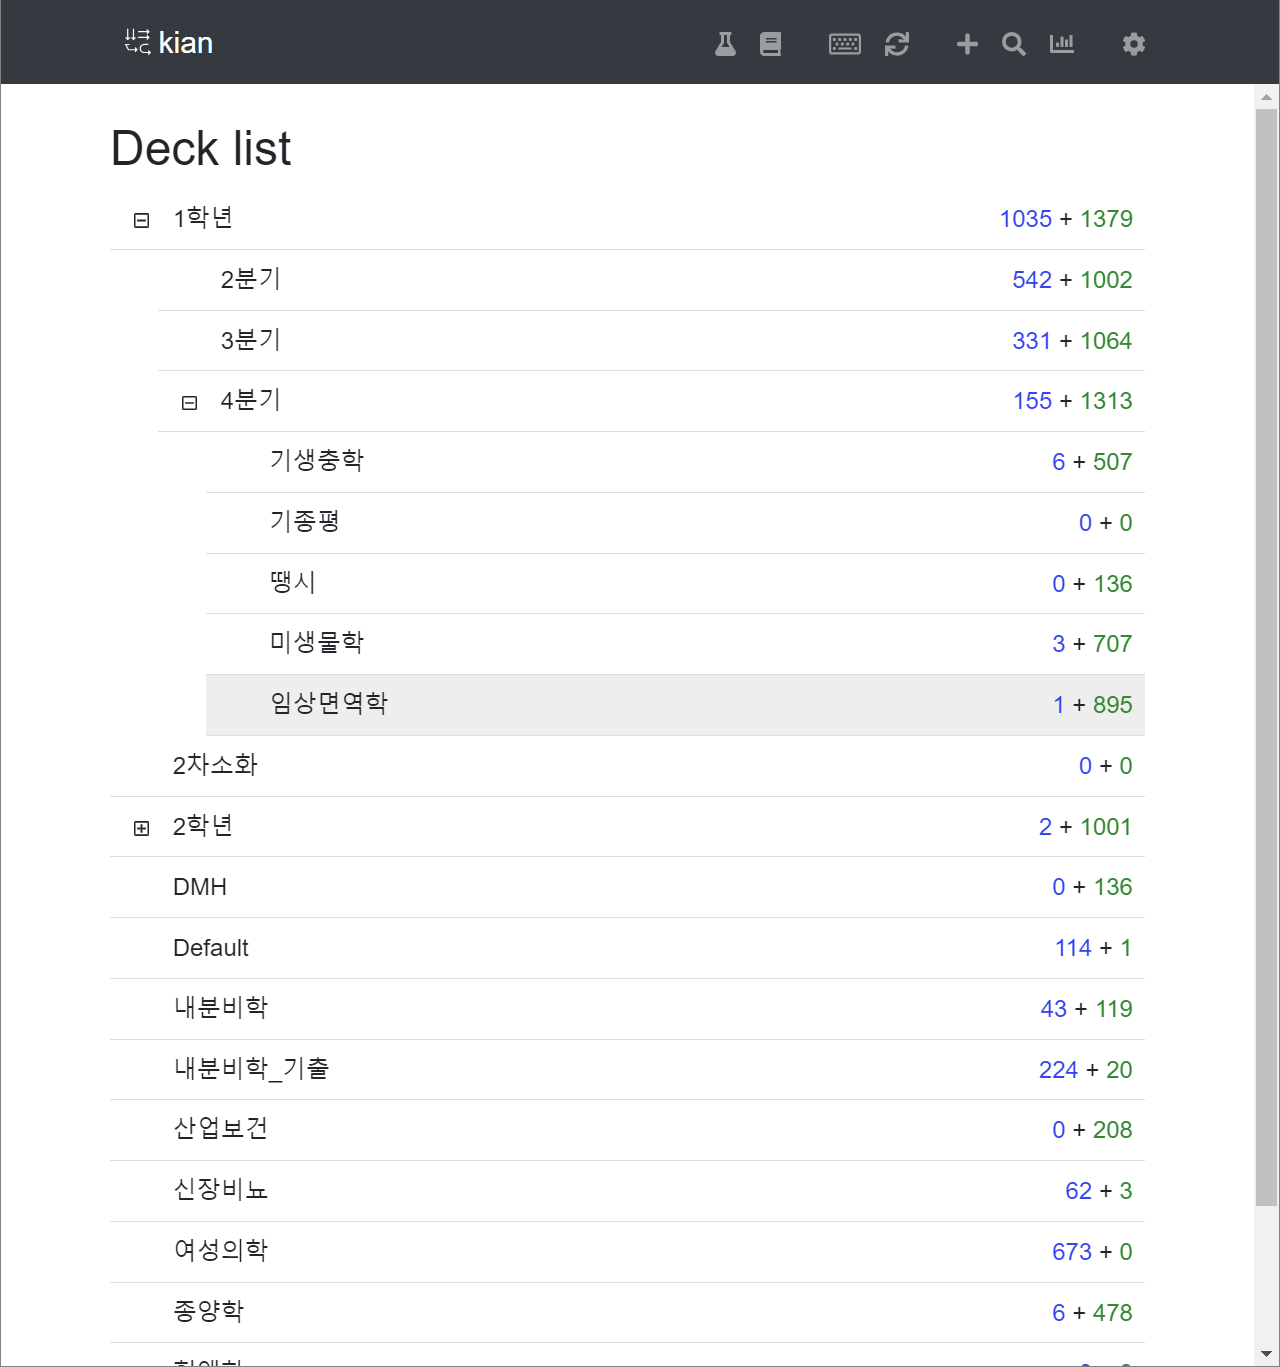 kian
Deck list
1학년 1035 + 1379
2분기 542 + 1002
3분기 331 + 1064
4분기 155 + 1313
기생충학 6 + 507
기종평 0 + 0
땡시 0 + 136
미생물학 3 + 707
임상면역학 1 + 895
2차소화 0 + 0
2학년 2 + 1001
DMH 0 + 136
Default 114 + 1
내분비학 43 + 119
내분비학_기출 224 + 20
산업보건 0 + 208
신장비뇨 62 + 3
여성의학 673 + 0
종양학 6 + 478